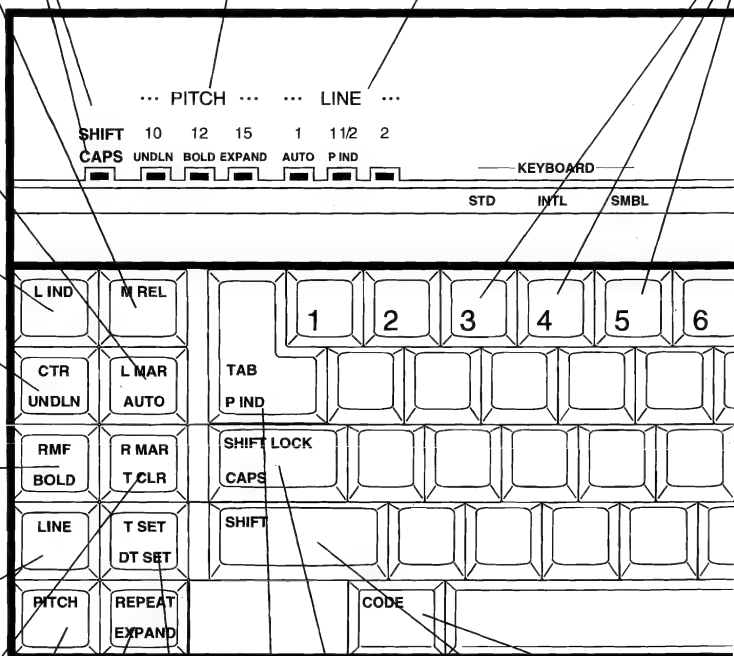 ··· PITCH ··· ··· LINE ···
SHIFT 10 12 15 1 1 1/2 2
CAPS UNDLN BOLD EXPAND AUTO P IND
KEYBOARD
STD INTL SMBL
L IND M REL
1 2 3 4 5 6
CTR L MAR TAB
UNDLN AUTO P IND
RMF R MAR SHIFT LOCK
BOLD T CLR CAPS
LINE T SET SHIFT
DT SET
PITCH REPEAT CODE
EXPAND